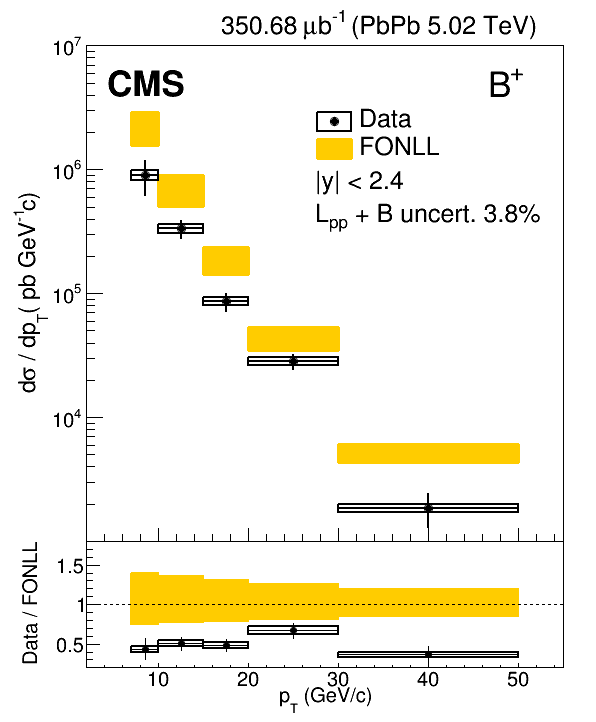 350.68 μb⁻¹ (PbPb 5.02 TeV)
CMS
B⁺
Data
FONLL
|y| < 2.4
L_pp + B uncert. 3.8%
dσ / dp_T( pb GeV⁻¹c)
10⁷
10⁶
10⁵
10⁴
Data / FONLL
1.5
1
0.5
10 20 30 40 50
p_T (GeV/c)